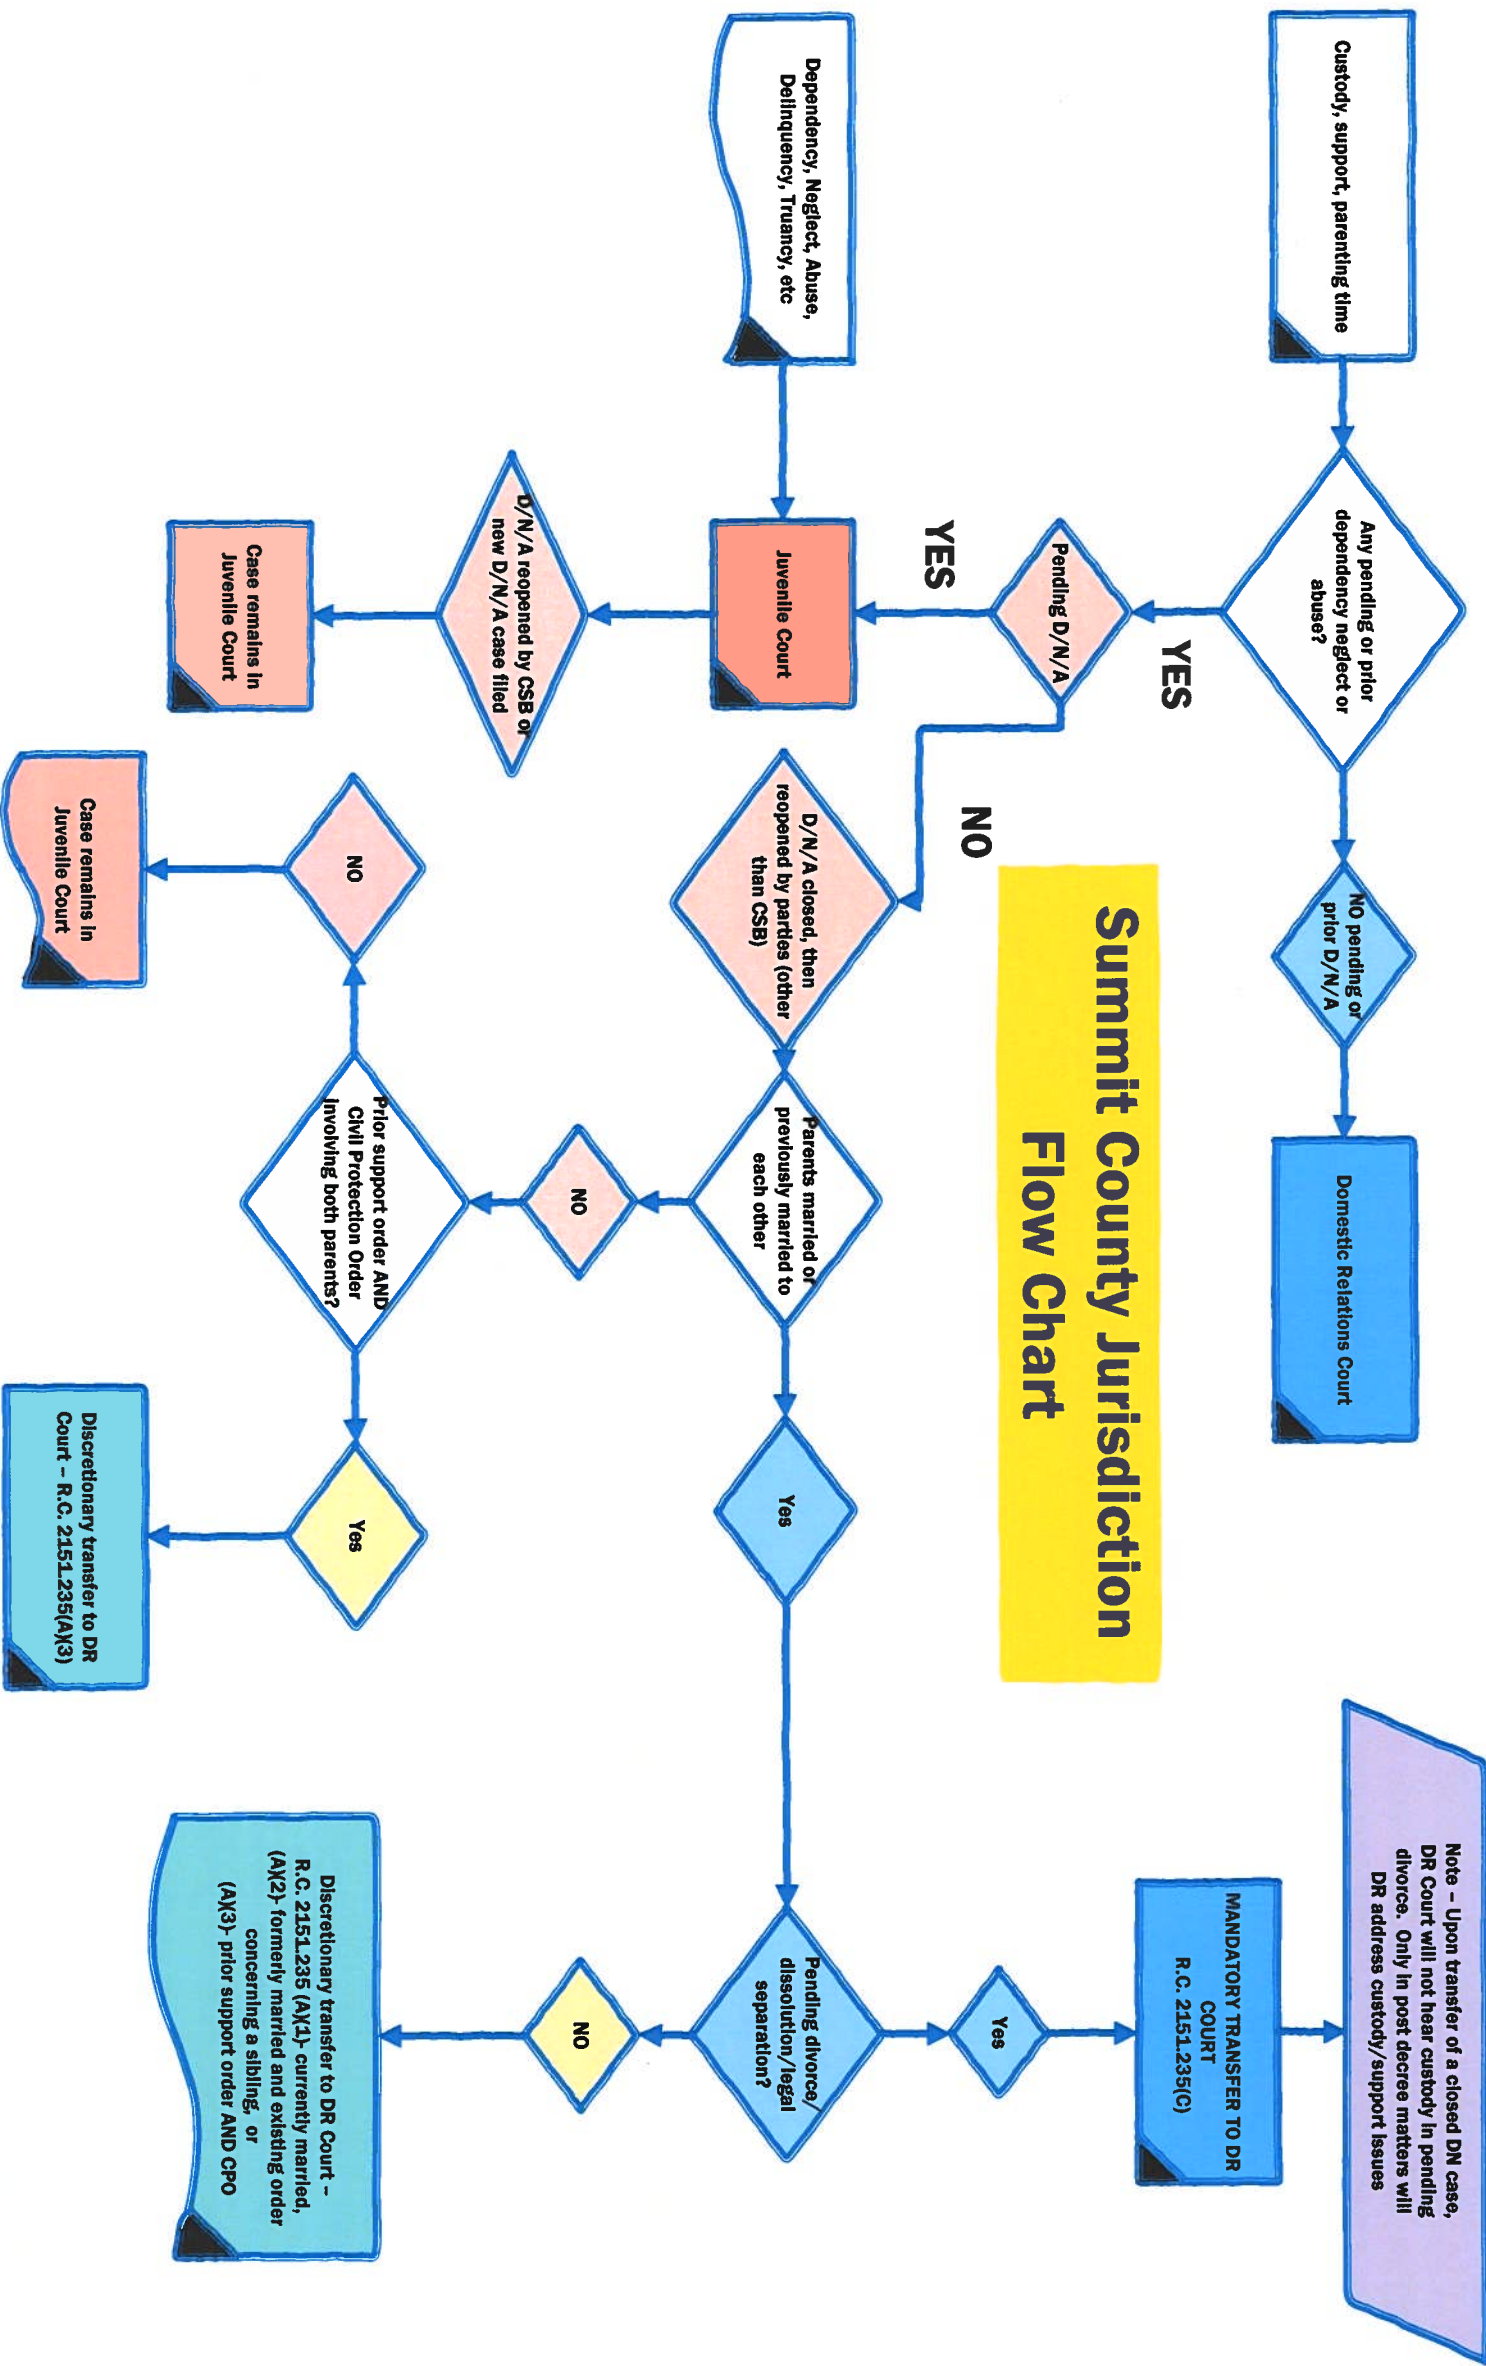 Summit County Jurisdiction
Flow Chart
Custody, support, parenting time
Any pending or prior
dependency neglect or
abuse?
NO pending or
prior D/N/A
Domestic Relations Court
Note – Upon transfer of a closed DN case,
DR Court will not hear custody in pending
divorce. Only in post decree matters will
DR address custody/support issues
YES
Pending D/N/A
YES
NO
MANDATORY TRANSFER TO DR
COURT
R.C. 2151.235(C)
Yes
Dependency, Neglect, Abuse,
Delinquency, Truancy, etc
Juvenile Court
D/N/A closed, then
reopened by parties (other
than CSB)
Parents married or
previously married to
each other
Yes
Pending divorce/
dissolution/legal
separation?
D/N/A reopened by CSB or
new D/N/A case filed
NO
NO
Case remains in
Juvenile Court
NO
Prior support order AND
Civil Protection Order
involving both parents?
Yes
Discretionary transfer to DR Court –
R.C. 2151.235 (A)(1)- currently married,
(A)(2)- formerly married and existing order
concerning a sibling, or
(A)(3)- prior support order AND CPO
Case remains in
Juvenile Court
Discretionary transfer to DR
Court – R.C. 2151.235(A)(3)